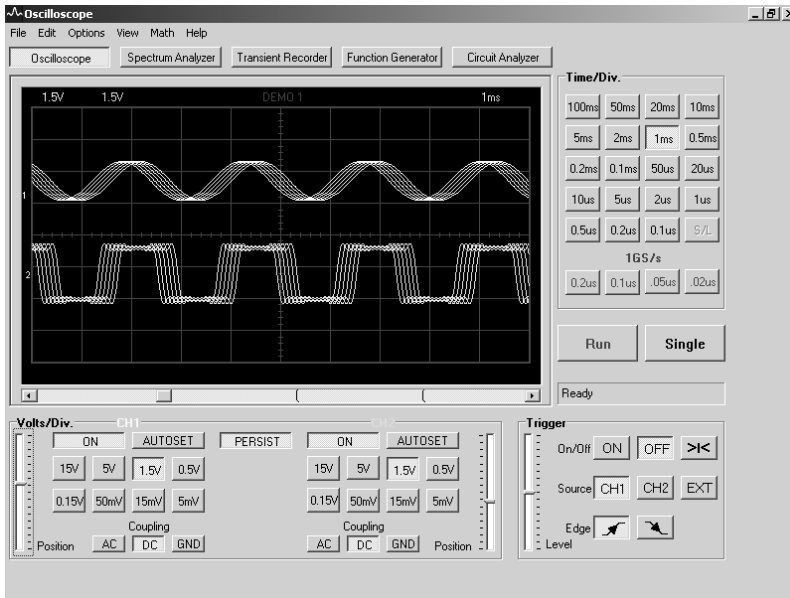 Oscilloscope
File Edit Options View Math Help
Oscilloscope Spectrum Analyzer Transient Recorder Function Generator Circuit Analyzer
1.5V 1.5V DEMO 1 1ms
1
2
Time/Div.
100ms 50ms 20ms 10ms
5ms 2ms 1ms 0.5ms
0.2ms 0.1ms 50us 20us
10us 5us 2us 1us
0.5us 0.2us 0.1us S/L
1GS/s
0.2us 0.1us .05us .02us
Run Single
Ready
Volts/Div. CH1 CH2
ON AUTOSET PERSIST ON AUTOSET
15V 5V 1.5V 0.5V 15V 5V 1.5V 0.5V
0.15V 50mV 15mV 5mV 0.15V 50mV 15mV 5mV
Coupling Coupling
Position AC DC GND AC DC GND Position
Trigger
On/Off ON OFF >I<
Source CH1 CH2 EXT
Edge
Level